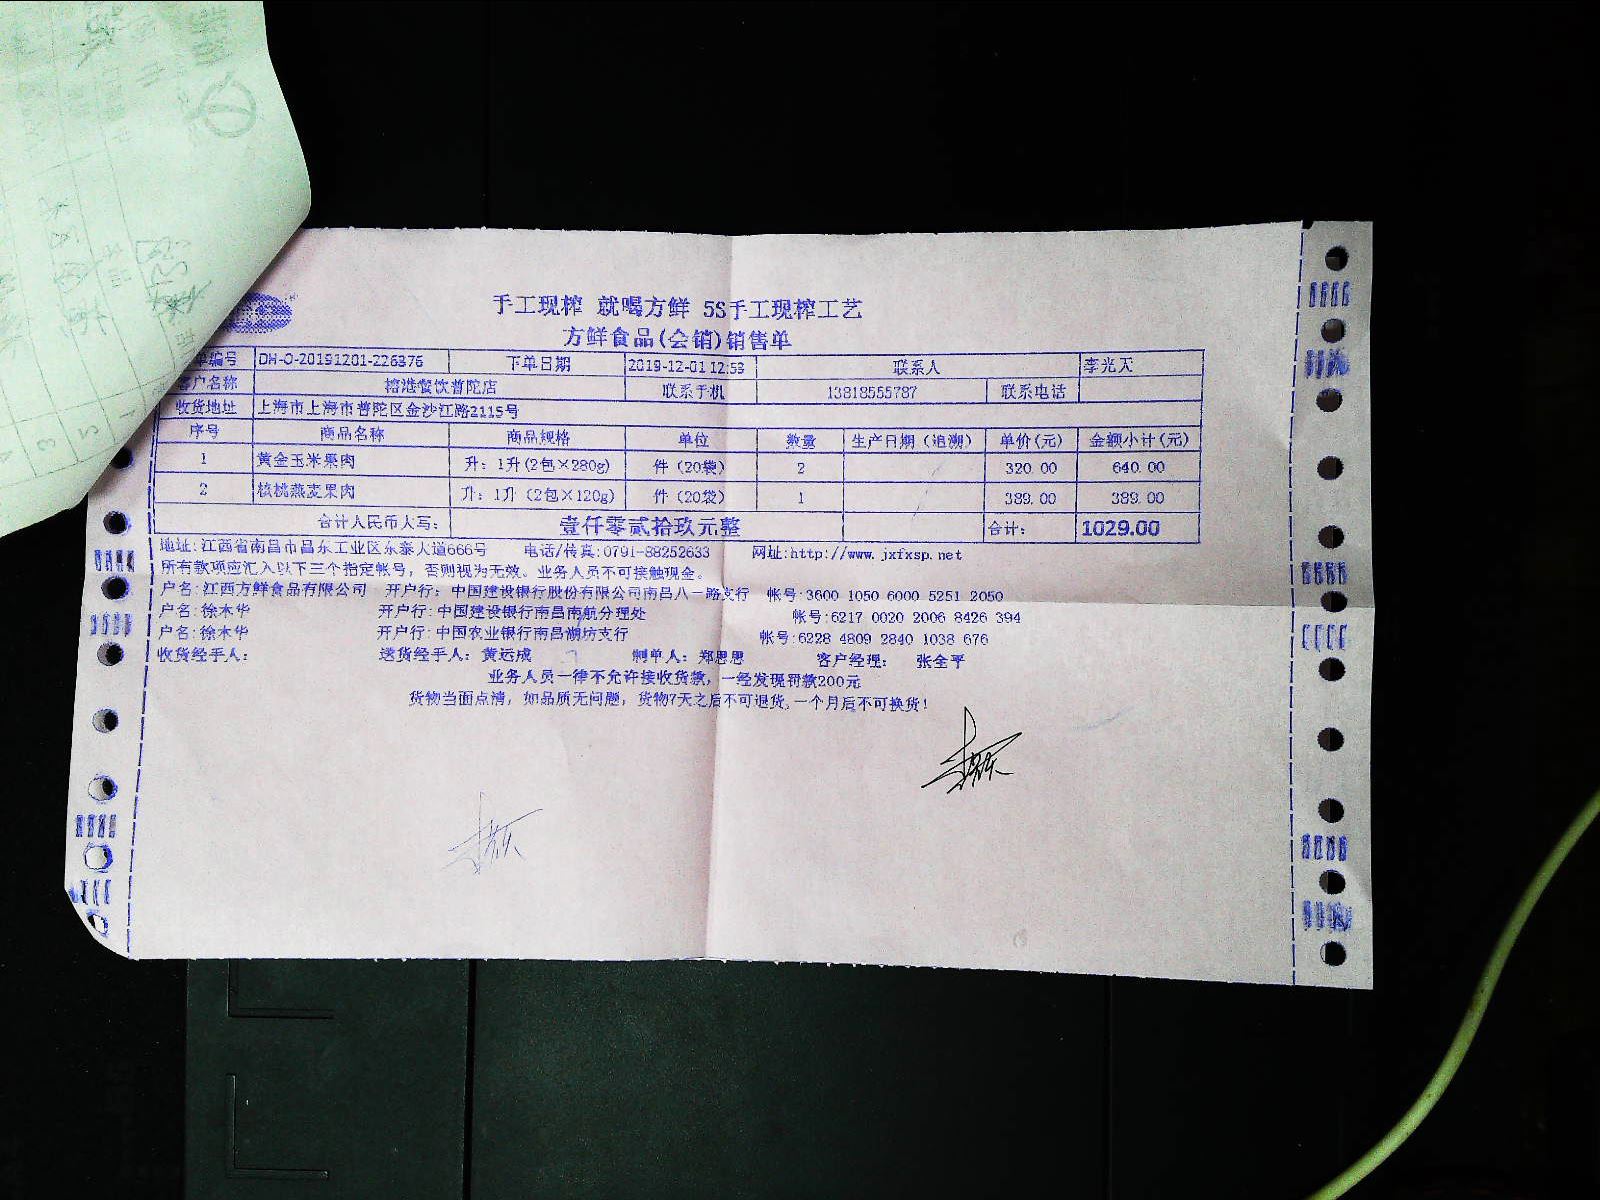 手工现榨 就喝方鲜 5S手工现榨工艺
方鲜食品(会销)销售单
单编号 DH-O-20191201-226376 下单日期 2019-12-01 12:53 联系人 李光天
客户名称 榕港餐饮普陀店 联系手机 13818555787 联系电话
收货地址 上海市上海市普陀区金沙江路2115号
序号 商品名称 商品规格 单位 数量 生产日期（追溯） 单价(元) 金额小计(元)
1 黄金玉米果肉 升：1升(2包×280g) 件（20袋） 2 320.00 640.00
2 核桃燕麦果肉 升：1升（2包×120g) 件（20袋） 1 389.00 389.00
合计人民币大写： 壹仟零贰拾玖元整 合计： 1029.00
地址:江西省南昌市昌东工业区东泰大道666号 电话/传真:0791-88252633 网址:http://www.jxfxsp.net
所有款项应汇入以下三个指定帐号，否则视为无效。业务人员不可接触现金。
户名:江西方鲜食品有限公司 开户行：中国建设银行股份有限公司南昌八一路支行 帐号:3600 1050 6000 5251 2050
户名:徐木华 开户行:中国建设银行南昌南航分理处 帐号:6217 0020 2006 8426 394
户名:徐木华 开户行:中国农业银行南昌湖坊支行 帐号:6228 4809 2840 1038 676
收货经手人： 送货经手人：黄远成 制单人：郑思思 客户经理： 张全平
业务人员一律不允许接收货款，一经发现罚款200元
货物当面点清，如品质无问题，货物7天之后不可退货,一个月后不可换货！